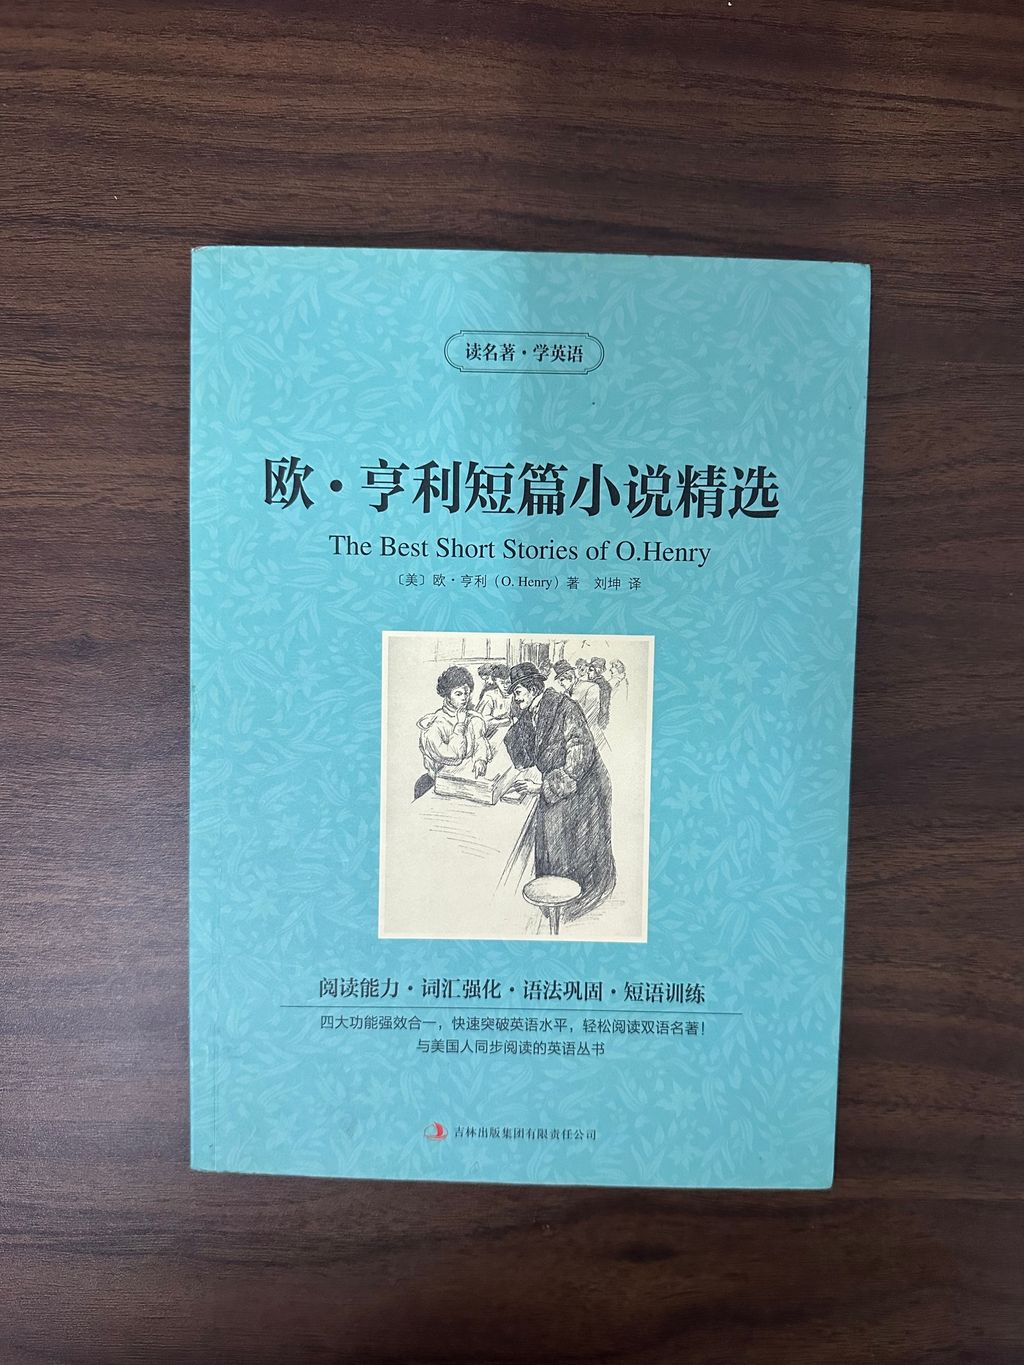 读名著·学英语
欧·亨利短篇小说精选
The Best Short Stories of O.Henry
〔美〕欧·亨利（O. Henry）著　刘坤 译
阅读能力·词汇强化·语法巩固·短语训练
四大功能强效合一，快速突破英语水平，轻松阅读双语名著！
与美国人同步阅读的英语丛书
吉林出版集团有限责任公司